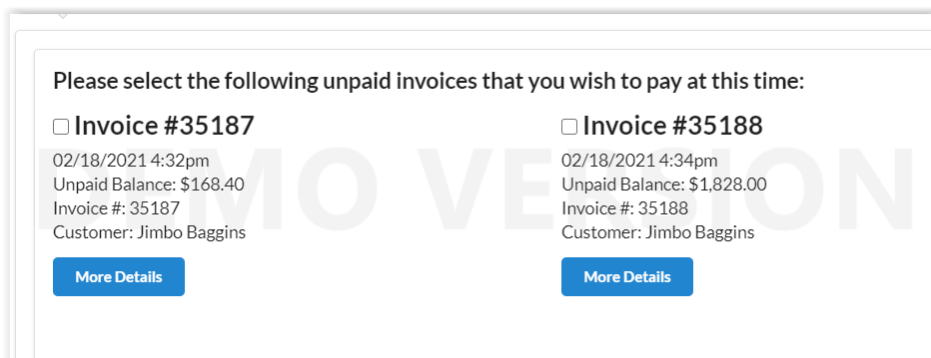 Please select the following unpaid invoices that you wish to pay at this time:
Invoice #35187
02/18/2021 4:32pm
Unpaid Balance: $168.40
Invoice #: 35187
Customer: Jimbo Baggins
More Details
Invoice #35188
02/18/2021 4:34pm
Unpaid Balance: $1,828.00
Invoice #: 35188
Customer: Jimbo Baggins
More Details
DEMO VERSION